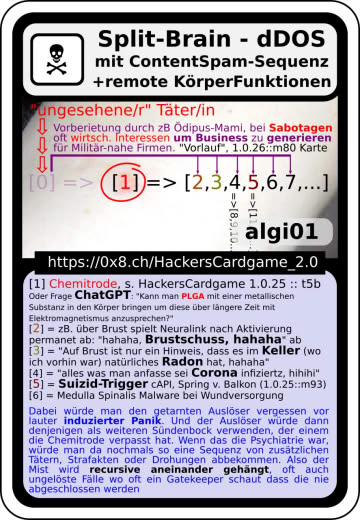 Split-Brain - dDOS
mit ContentSpam-Sequenz
+remote KörperFunktionen
"ungesehene/r" Täter/in
Vorberietung durch zB Ödipus-Mami, bei Sabotagen
oft wirtsch. Interessen um Business zu generieren
für Militär-nahe Firmen. "Vorlauf", 1.0.26::m80 Karte
[0] => [1]=> [2,3,4,5,6,7,...]
=>[8,9,10...
=>[1
algi01
https://0x8.ch/HackersCardgame_2.0
[1] Chemitrode, s. HackersCardgame 1.0.25 :: t5b
Oder Frage ChatGPT: "Kann man PLGA mit einer metallischen
Substanz in den Körper bringen um diese über längere Zeit mit
Elektromagnetismus anzusprechen?"
[2] = zB. über Brust spielt Neuralink nach Aktivierung
permanet ab: "hahaha, Brustschuss, hahaha" ab
[3] = "Auf Brust ist nur ein Hinweis, dass es im Keller (wo
ich vorhin war) natürliches Radon hat, hahaha"
[4] = "alles was man anfasse sei Corona infiziertz, hihihi"
[5] = Suizid-Trigger cAPI, Spring v. Balkon (1.0.25::m93)
[6] = Medulla Spinalis Malware bei Wundversorgung
Dabei würde man den getarnten Auslöser vergessen vor
lauter induzierter Panik. Und der Auslöser würde dann
denjenigen als weiteren Sündenbock verwenden, der einem
die Chemitrode verpasst hat. Wenn das die Psychiatrie war,
würde man da nochmals so eine Sequenz von zusätzlichen
Tätern, Strafakten oder Drohungen abbekommen. Also der
Mist wird recursive aneinander gehängt, oft auch
ungelöste Fälle wo oft ein Gatekeeper schaut dass die nie
abgeschlossen werden